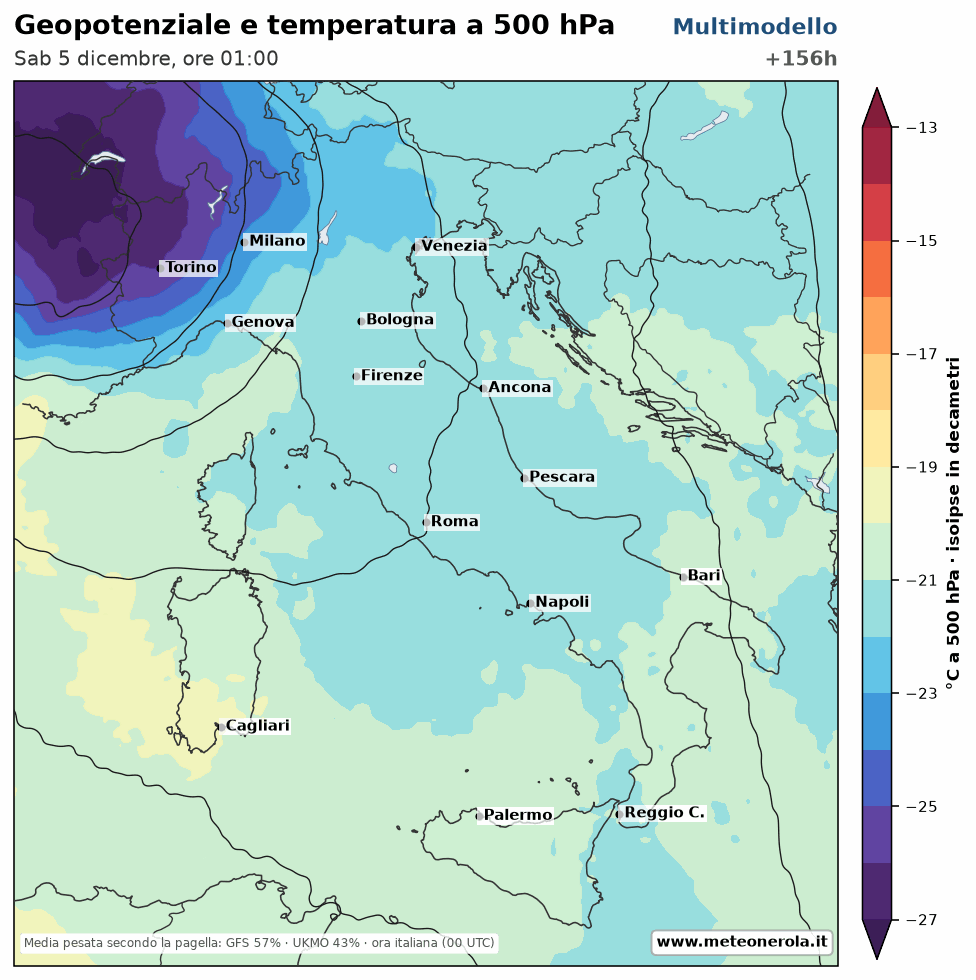 Geopotenziale e temperatura a 500 hPa
Multimodello
Sab 5 dicembre, ore 01:00
+156h
Milano
Venezia
Torino
Genova
Bologna
Firenze
Ancona
Pescara
Roma
Bari
Napoli
Cagliari
Palermo
Reggio C.
−13
−15
−17
−19
−21
−23
−25
−27
°C a 500 hPa · isoipse in decametri
Media pesata secondo la pagella: GFS 57% · UKMO 43% · ora italiana (00 UTC)
www.meteonerola.it